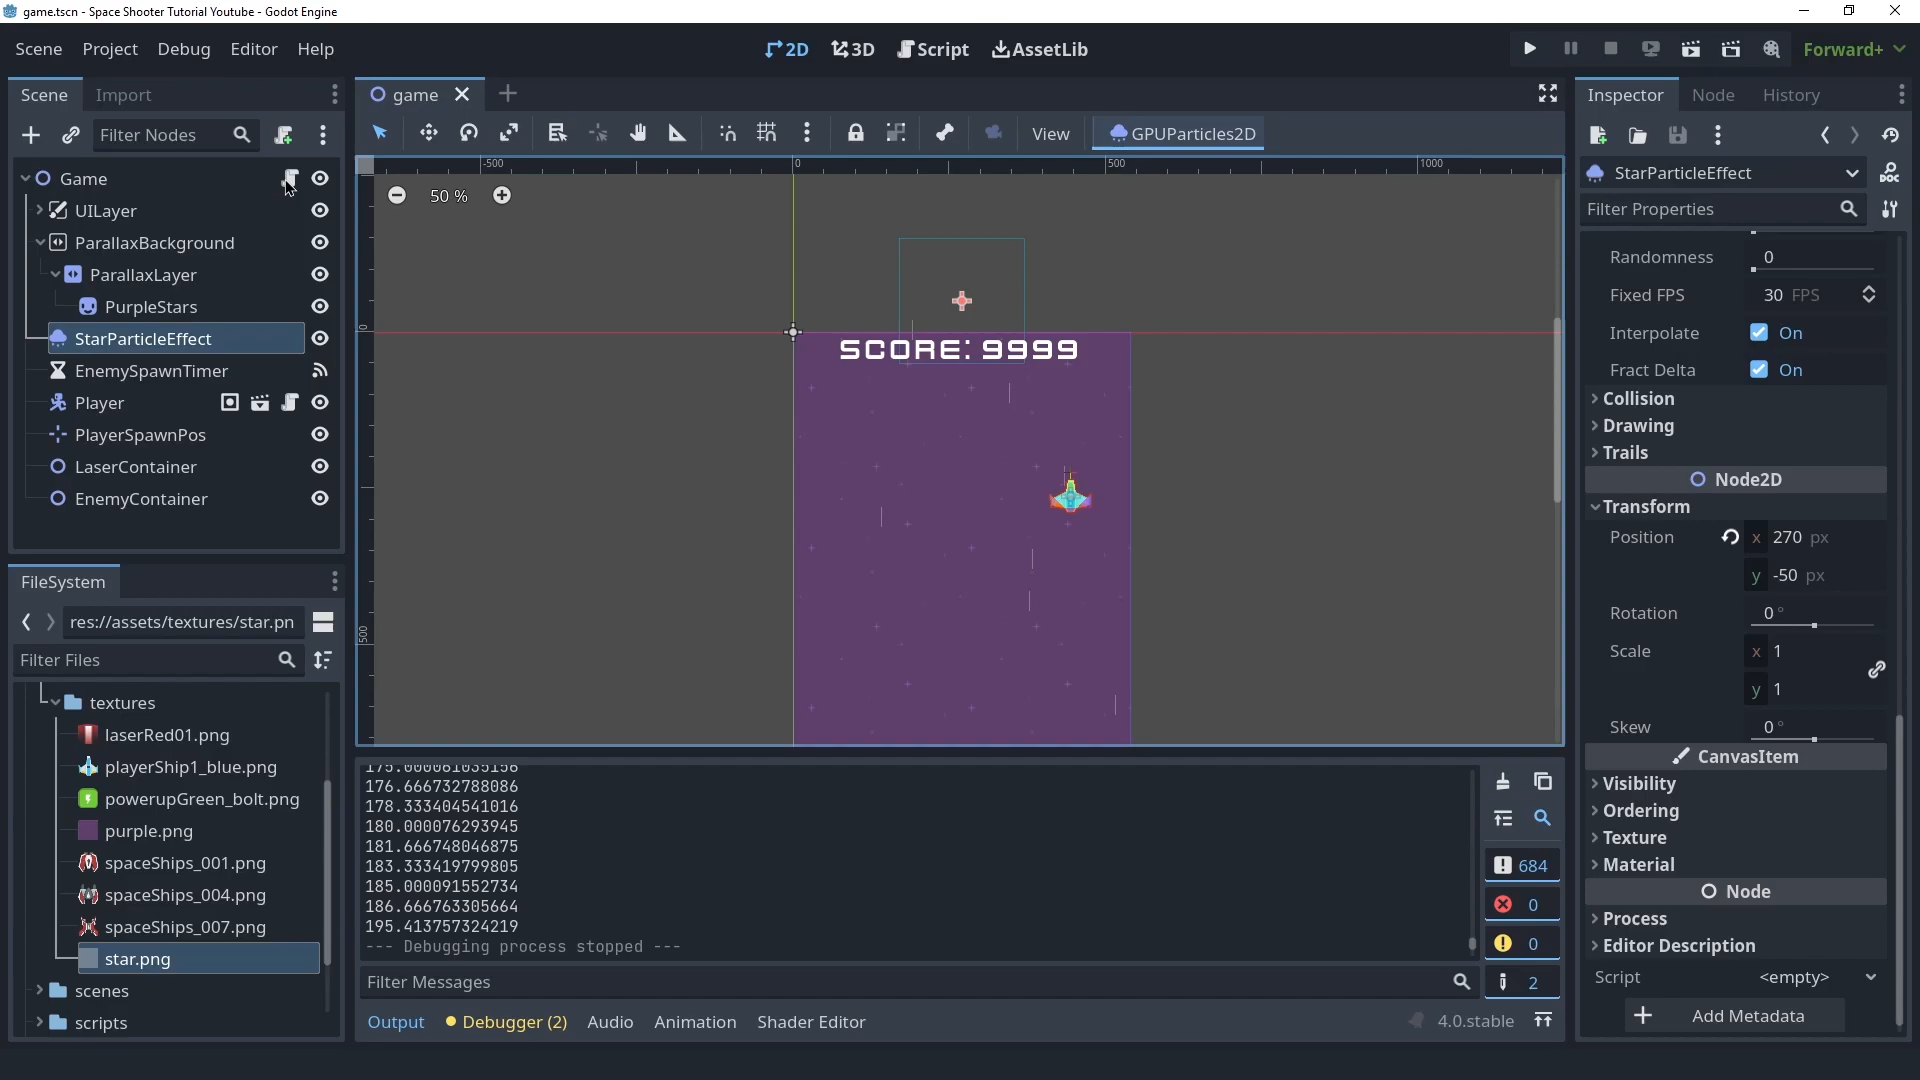 game.tscn - Space Shooter Tutorial Youtube - Godot Engine
Scene Project Debug Editor Help
2D 3D Script AssetLib
Forward+
Scene Import
Filter Nodes
Game
UILayer
ParallaxBackground
ParallaxLayer
PurpleStars
StarParticleEffect
EnemySpawnTimer
Player
PlayerSpawnPos
LaserContainer
EnemyContainer
FileSystem
res://assets/textures/star.pn
Filter Files
textures
laserRed01.png
playerShip1_blue.png
powerupGreen_bolt.png
purple.png
spaceShips_001.png
spaceShips_004.png
spaceShips_007.png
star.png
scenes
scripts
game
View GPUParticles2D
-500 0 500 1000
50 %
0
500
SCORE: 9999
175.000061035156
176.666732788086
178.333404541016
180.000076293945
181.666748046875
183.333419799805
185.000091552734
186.666763305664
195.413757324219
--- Debugging process stopped ---
684
0
0
2
Filter Messages
Output Debugger (2) Audio Animation Shader Editor
4.0.stable
Inspector Node History
StarParticleEffect
DOC
Filter Properties
Randomness 0
Fixed FPS 30 FPS
Interpolate On
Fract Delta On
Collision
Drawing
Trails
Node2D
Transform
Position x 270 px
y -50 px
Rotation 0 °
Scale x 1
y 1
Skew 0 °
CanvasItem
Visibility
Ordering
Texture
Material
Node
Process
Editor Description
Script <empty>
Add Metadata